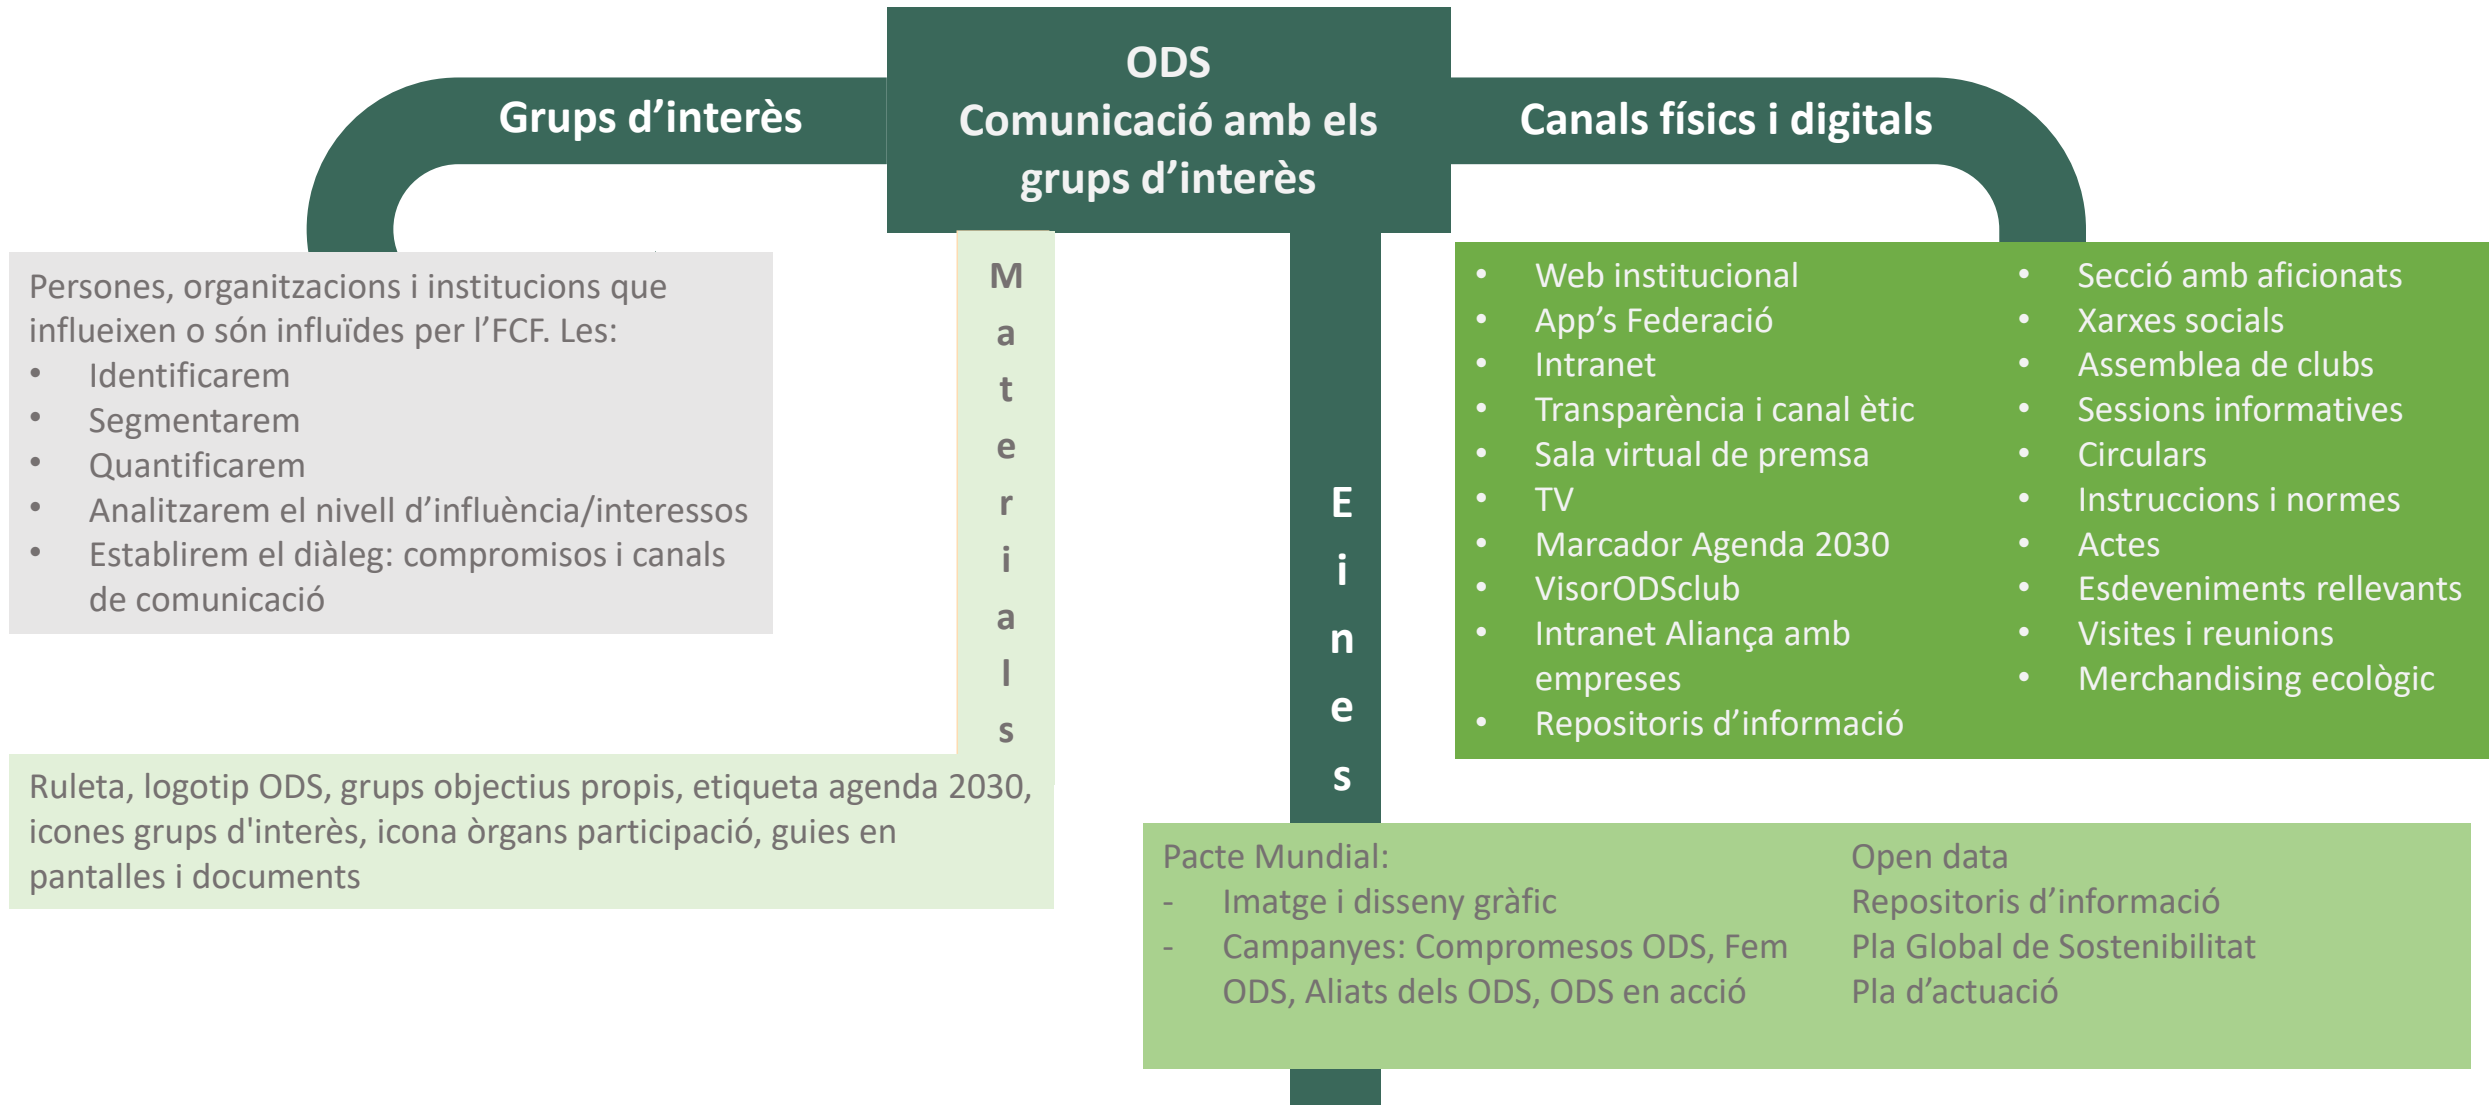 ODS
Comunicació amb els
grups d’interès
Grups d’interès
Canals físics i digitals
Persones, organitzacions i institucions que
influeixen o són influïdes per l’FCF. Les:
• Identificarem
• Segmentarem
• Quantificarem
• Analitzarem el nivell d’influència/interessos
• Establirem el diàleg: compromisos i canals
de comunicació
Materials
Ruleta, logotip ODS, grups objectius propis, etiqueta agenda 2030,
icones grups d'interès, icona òrgans participació, guies en
pantalles i documents
Eines
Pacte Mundial:
- Imatge i disseny gràfic
- Campanyes: Compromesos ODS, Fem
ODS, Aliats dels ODS, ODS en acció
Open data
Repositoris d’informació
Pla Global de Sostenibilitat
Pla d’actuació
• Web institucional
• App’s Federació
• Intranet
• Transparència i canal ètic
• Sala virtual de premsa
• TV
• Marcador Agenda 2030
• VisorODSclub
• Intranet Aliança amb
empreses
• Repositoris d’informació
• Secció amb aficionats
• Xarxes socials
• Assemblea de clubs
• Sessions informatives
• Circulars
• Instruccions i normes
• Actes
• Esdeveniments rellevants
• Visites i reunions
• Merchandising ecològic